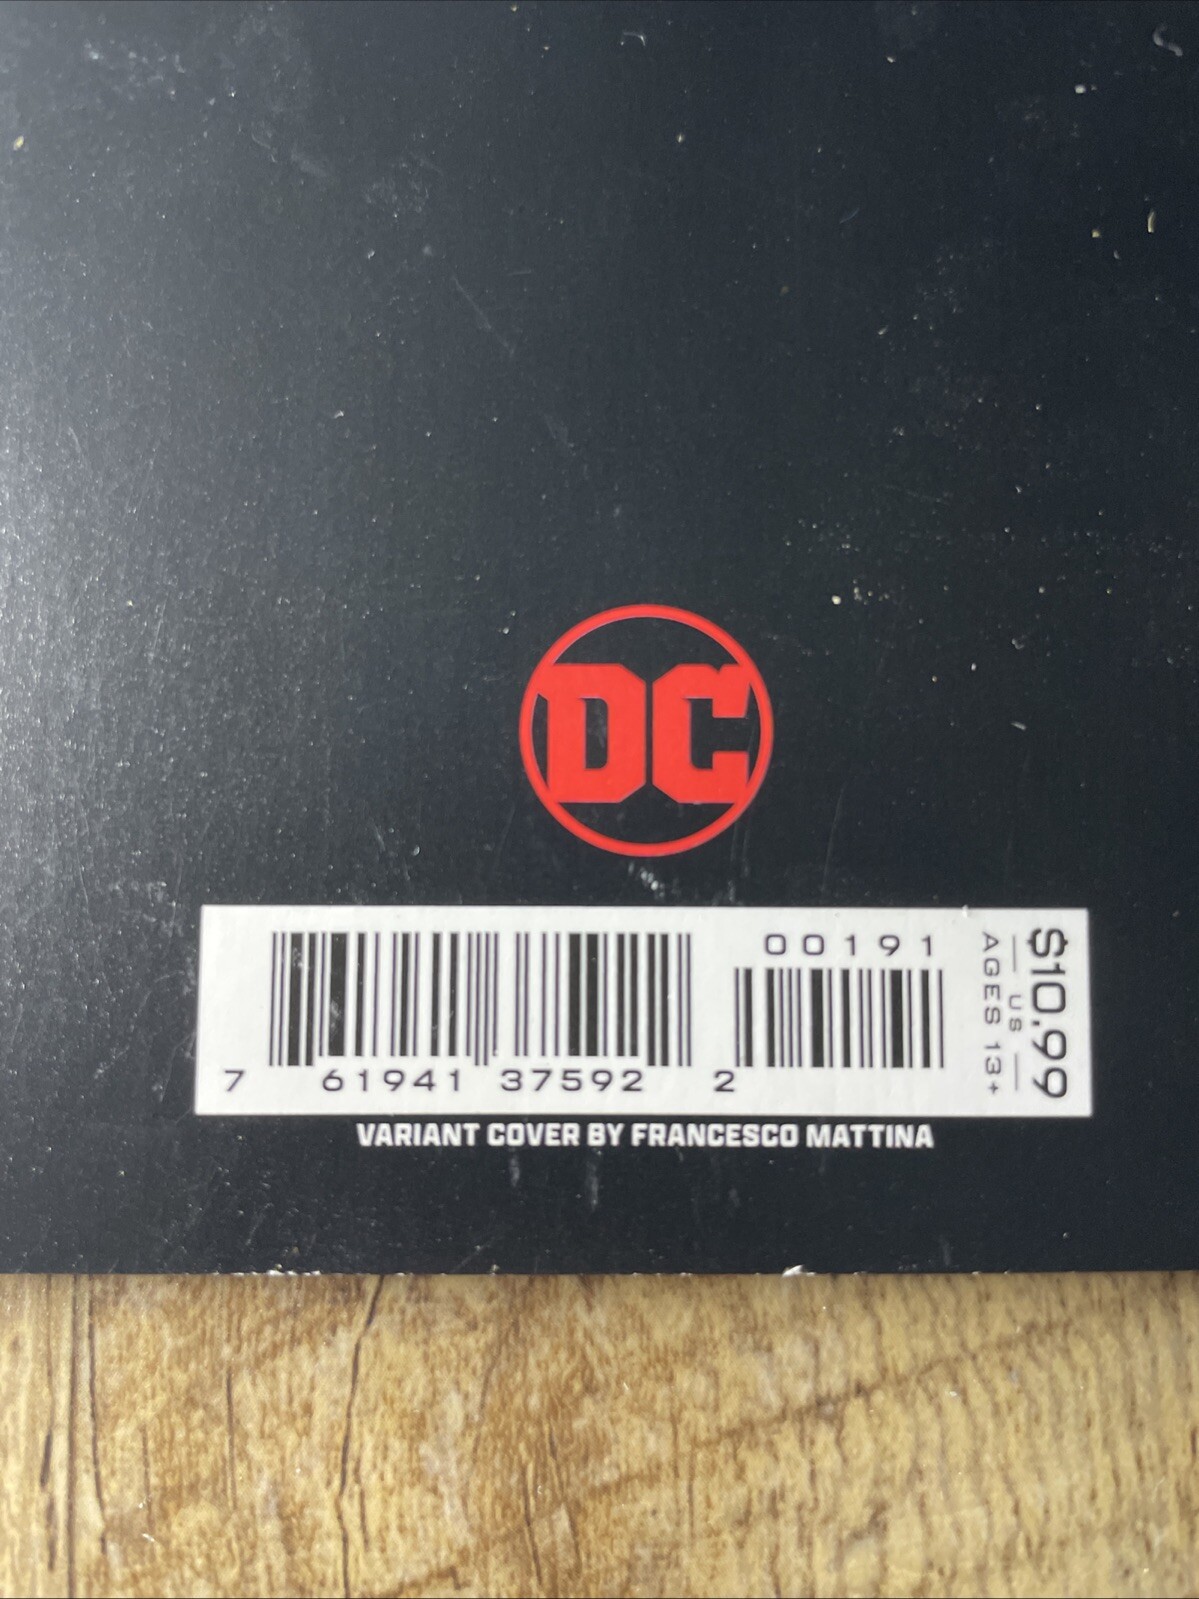 DC
00191
7 61941 37592 2
$10.99
US
AGES 13+
VARIANT COVER BY FRANCESCO MATTINA